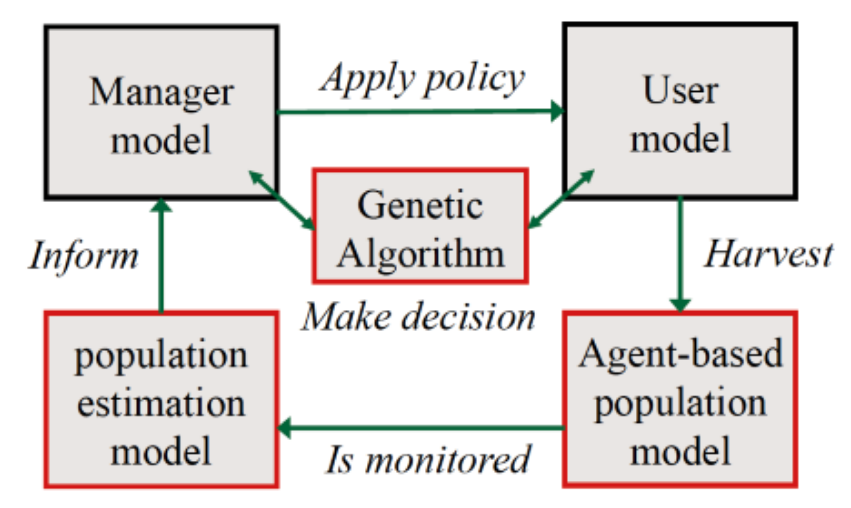 Manager
model
Apply policy
User
model
Genetic
Algorithm
Make decision
Inform
Harvest
population
estimation
model
Is monitored
Agent-based
population
model